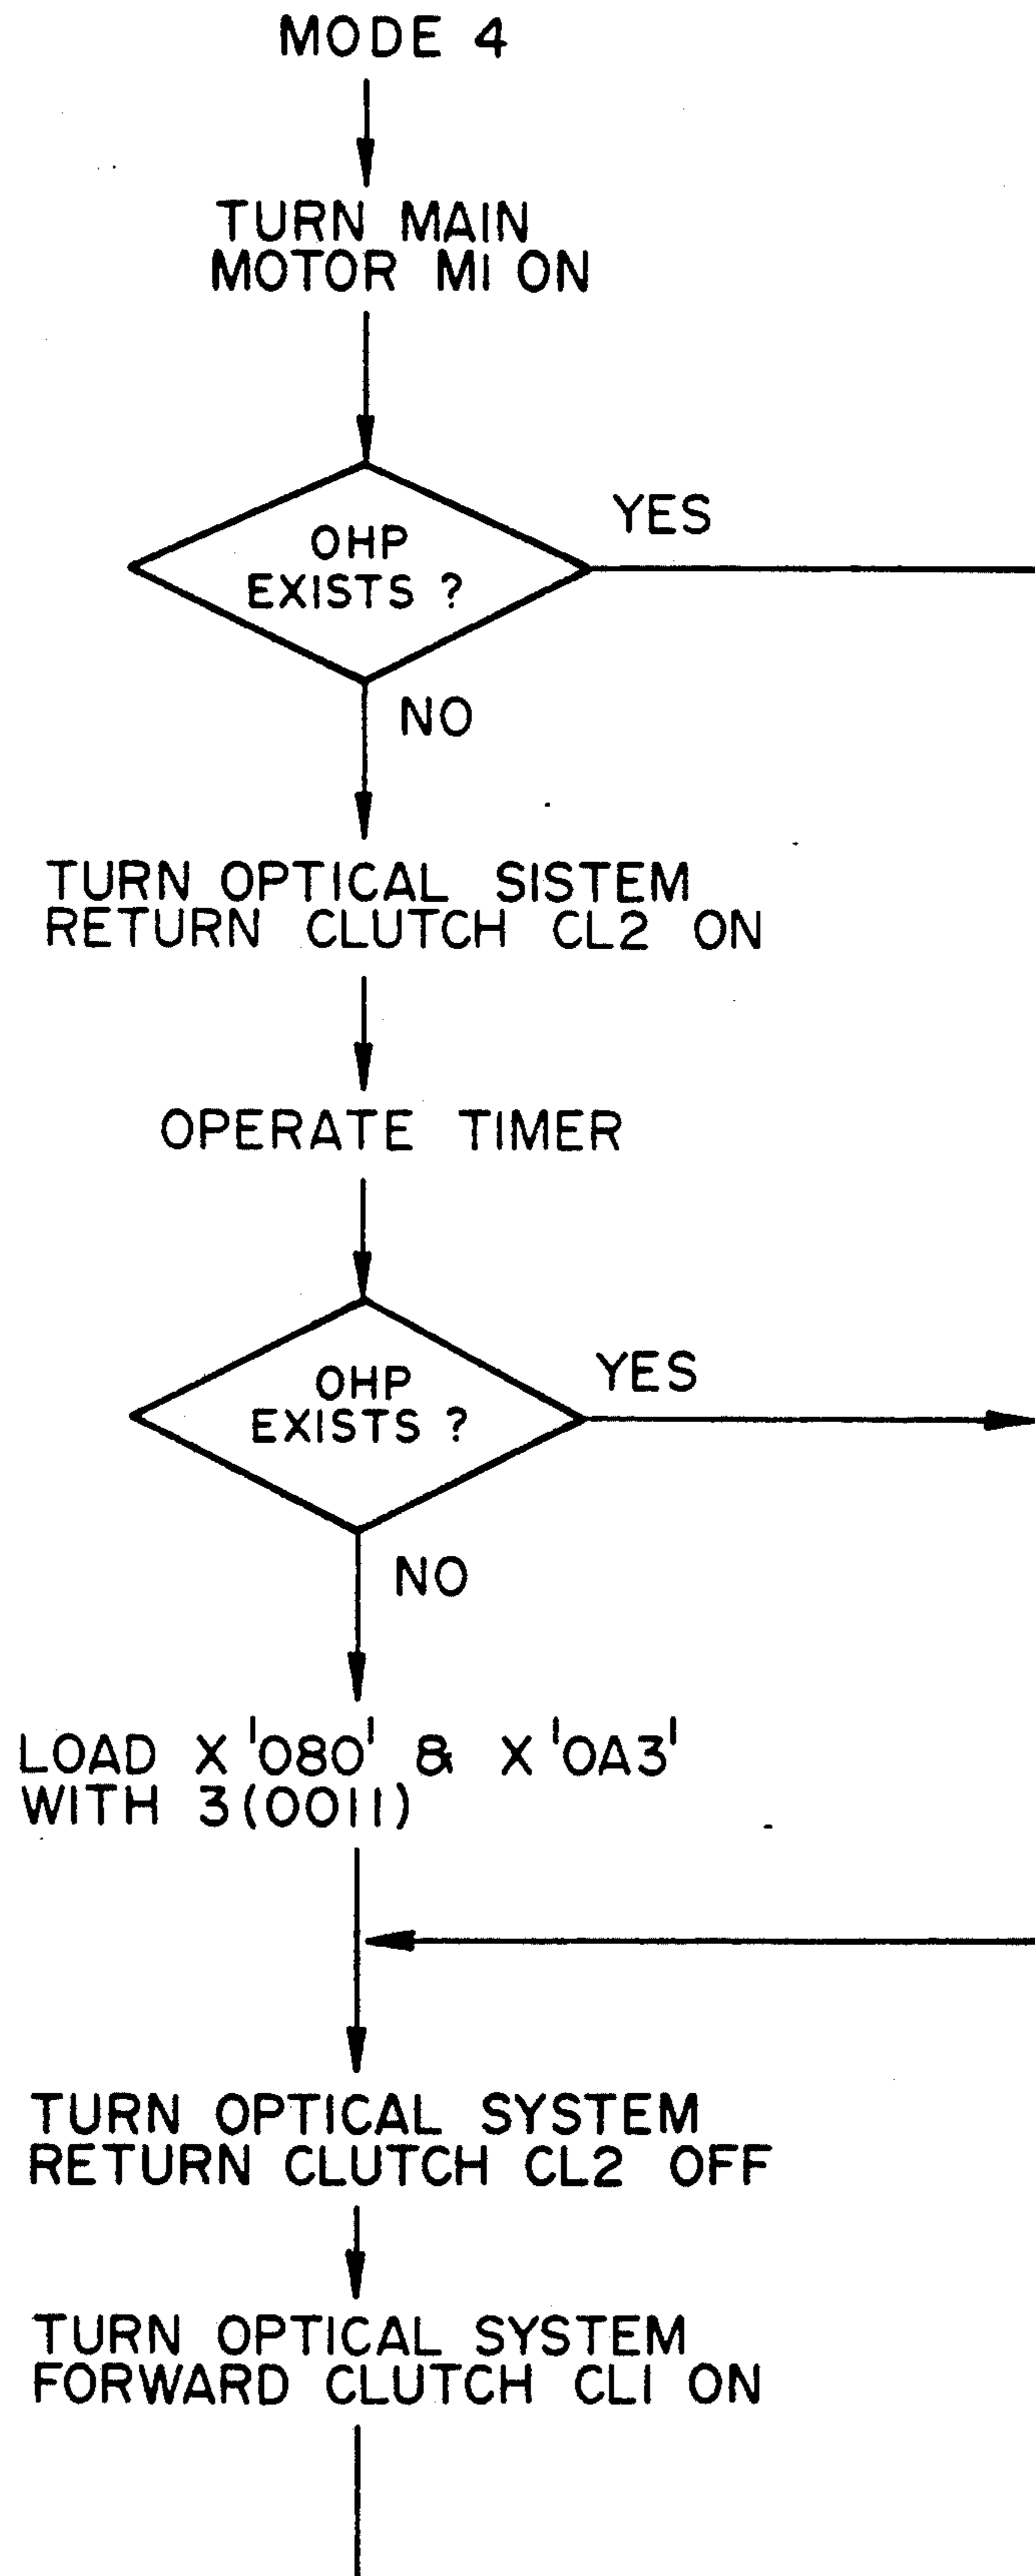 MODE 4
TURN MAIN
MOTOR M1 ON
OHP
EXISTS ?
YES
NO
TURN OPTICAL SISTEM
RETURN CLUTCH CL2 ON
OPERATE TIMER
OHP
EXISTS ?
YES
NO
LOAD X'080' & X'0A3'
WITH 3(0011)
TURN OPTICAL SYSTEM
RETURN CLUTCH CL2 OFF
TURN OPTICAL SYSTEM
FORWARD CLUTCH CL1 ON